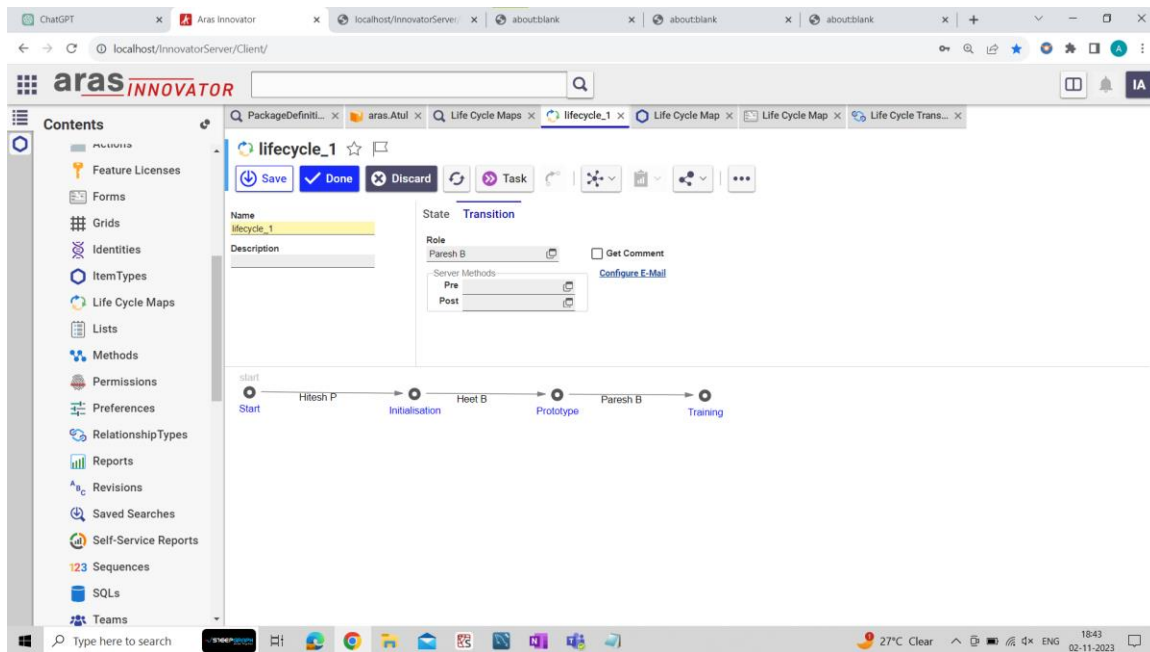 ChatGPT
Aras Innovator
localhost/InnovatorServer/
about:blank
about:blank
about:blank
localhost/InnovatorServer/Client/
A
aras INNOVATOR
IA
Contents
PackageDefiniti...
aras.Atul
Life Cycle Maps
lifecycle_1
Life Cycle Map
Life Cycle Map
Life Cycle Trans...
Actions
Feature Licenses
Forms
Grids
Identities
ItemTypes
Life Cycle Maps
Lists
Methods
Permissions
Preferences
RelationshipTypes
Reports
Revisions
Saved Searches
Self-Service Reports
123 Sequences
SQLs
Teams
lifecycle_1
Save
Done
Discard
Task
Name
lifecycle_1
Description
State Transition
Role
Paresh B
Get Comment
Server Methods
Configure E-Mail
Pre
Post
start
Hitesh P
Heet B
Paresh B
Start
Initialisation
Prototype
Training
Type here to search
27°C Clear
ENG
18:43
02-11-2023